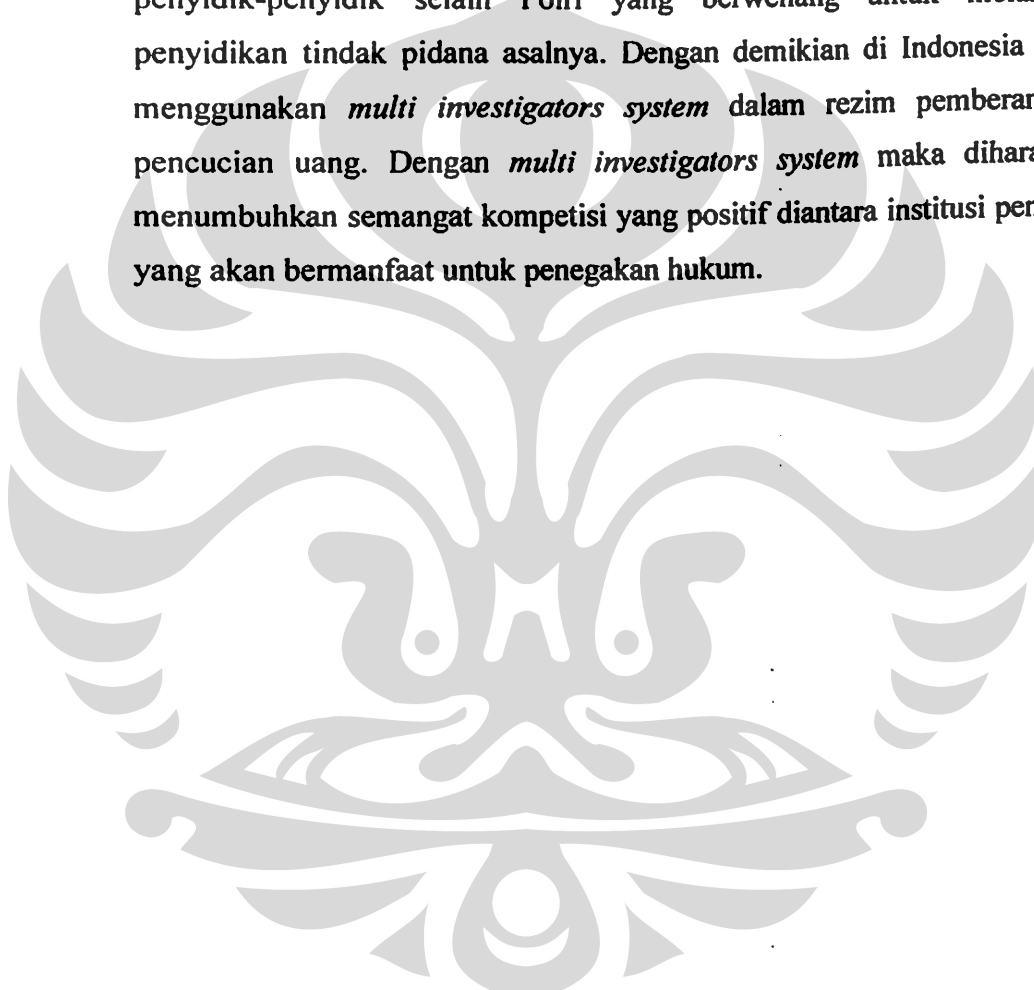 penyidik-penyidik selain Polri yang berwenang untuk
penyidikan tindak pidana asalnya. Dengan demikian di Indonesia
menggunakan multi investigators system dalam rezim
pencucian uang. Dengan multi investigators system maka
menumbuhkan semangat kompetisi yang positif diantara institusi
yang akan bermanfaat untuk penegakan hukum.